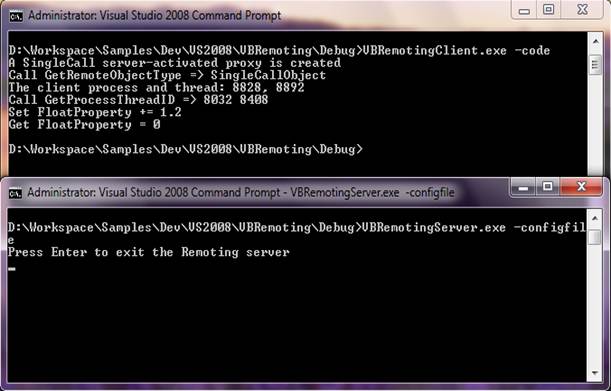 Administrator: Visual Studio 2008 Command Prompt
D:\Workspace\Samples\Dev\VS2008\VBRemoting\Debug>VBRemotingClient.exe -code
A SingleCall server-activated proxy is created
Call GetRemoteObjectType => SingleCallObject
The client process and thread: 8828, 8892
Call GetProcessThreadID => 8032 8408
Set FloatProperty += 1.2
Get FloatProperty = 0
D:\Workspace\Samples\Dev\VS2008\VBRemoting\Debug>
Administrator: Visual Studio 2008 Command Prompt - VBRemotingServer.exe -configfile
D:\Workspace\Samples\Dev\VS2008\VBRemoting\Debug>VBRemotingServer.exe -configfil
e
Press Enter to exit the Remoting server